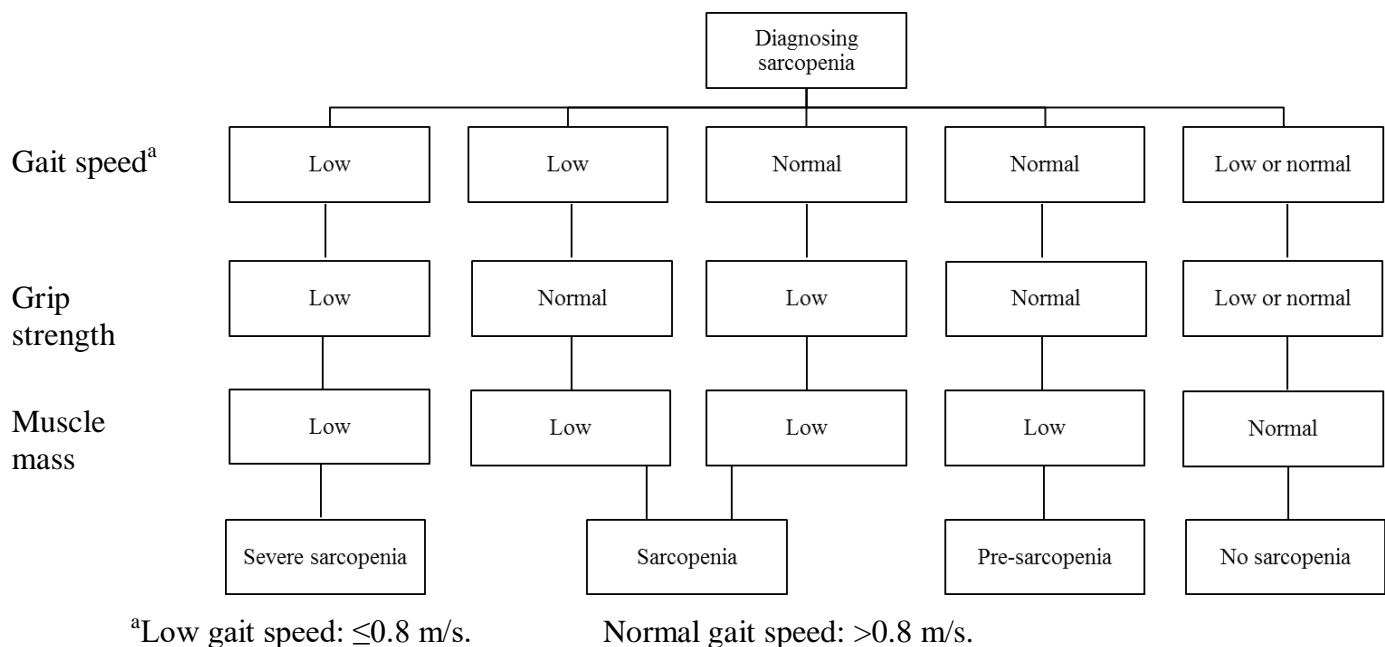 Diagnosing
sarcopenia
Gait speedᵃ
Low
Low
Normal
Normal
Low or normal
Grip
strength
Low
Normal
Low
Normal
Low or normal
Muscle
mass
Low
Low
Low
Low
Normal
Severe sarcopenia
Sarcopenia
Pre-sarcopenia
No sarcopenia
ᵃLow gait speed: ≤0.8 m/s. Normal gait speed: >0.8 m/s.